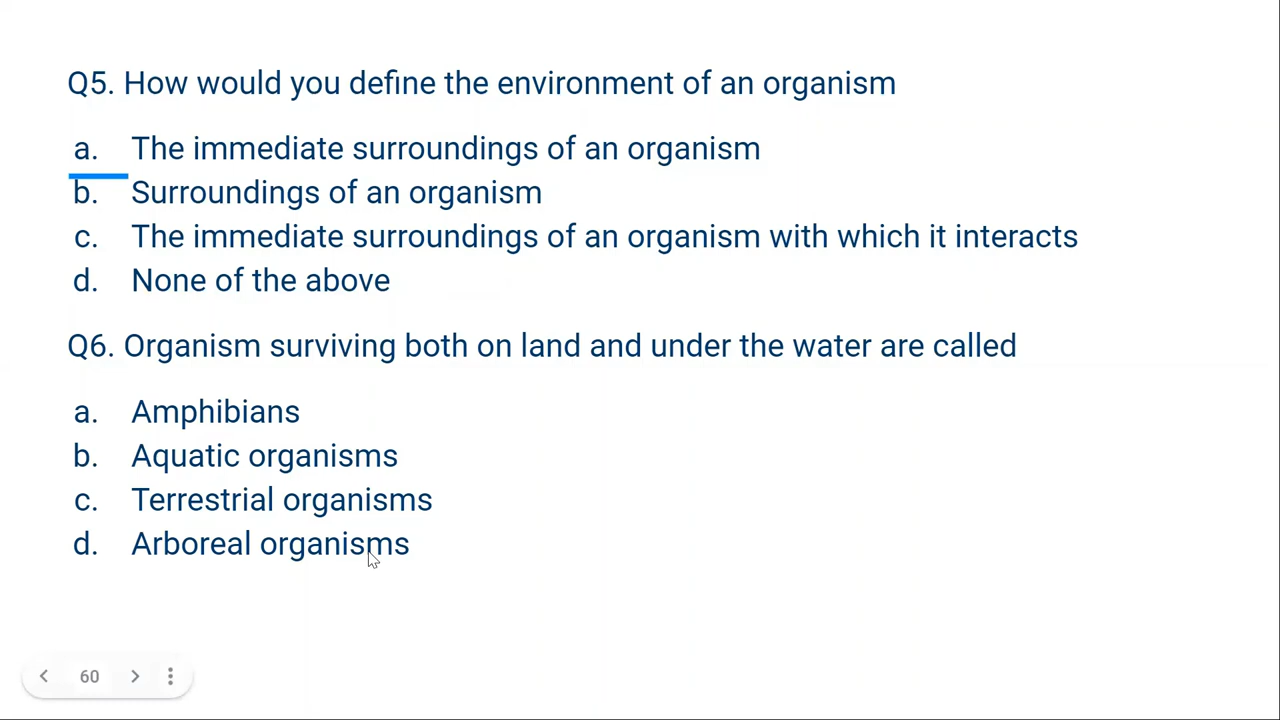 Q5. How would you define the environment of an organism
a. The immediate surroundings of an organism
b. Surroundings of an organism
c. The immediate surroundings of an organism with which it interacts
d. None of the above
Q6. Organism surviving both on land and under the water are called
a. Amphibians
b. Aquatic organisms
c. Terrestrial organisms
d. Arboreal organisms
60